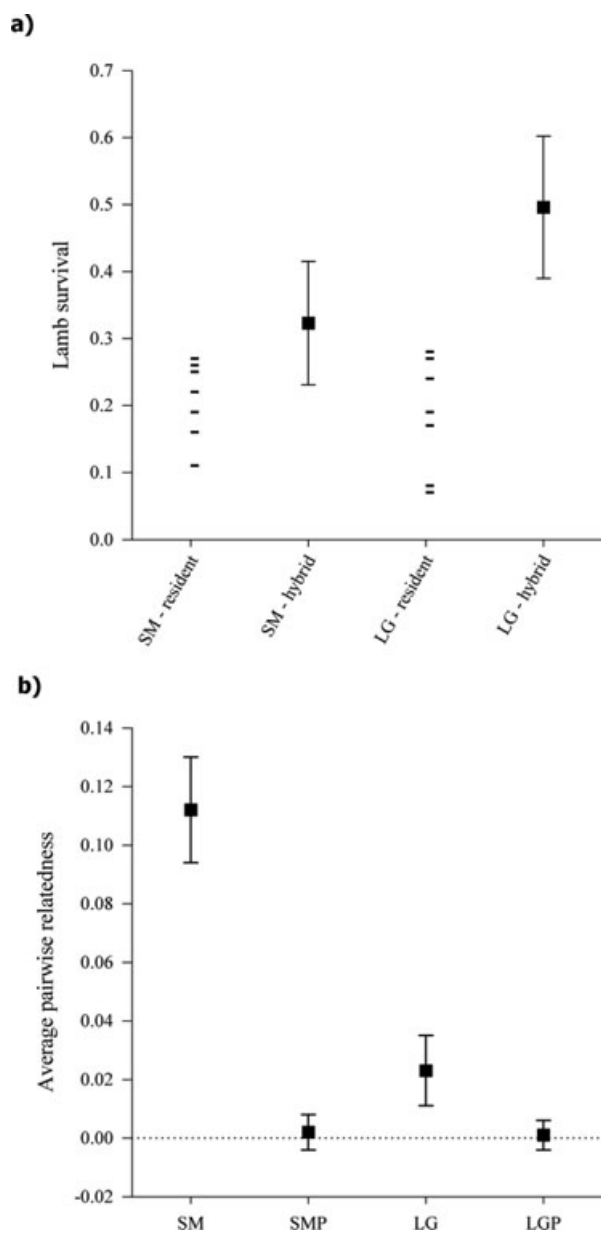 a)
0.7
0.6
0.5
0.4
0.3
0.2
0.1
0.0
Lamb survival
SM - resident
SM - hybrid
LG - resident
LG - hybrid
b)
0.14
0.12
0.10
0.08
0.06
0.04
0.02
0.00
-0.02
Average pairwise relatedness
SM
SMP
LG
LGP